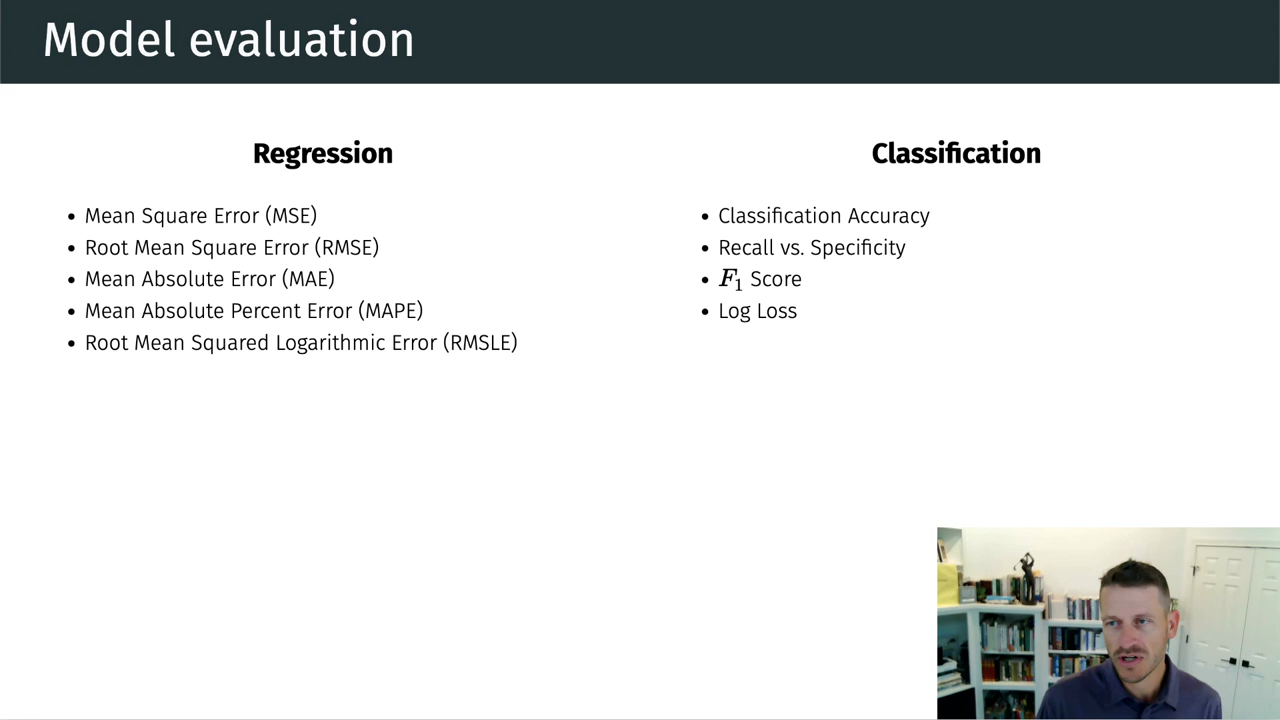 Model evaluation
Regression
• Mean Square Error (MSE)
• Root Mean Square Error (RMSE)
• Mean Absolute Error (MAE)
• Mean Absolute Percent Error (MAPE)
• Root Mean Squared Logarithmic Error (RMSLE)
Classification
• Classification Accuracy
• Recall vs. Specificity
• F₁ Score
• Log Loss